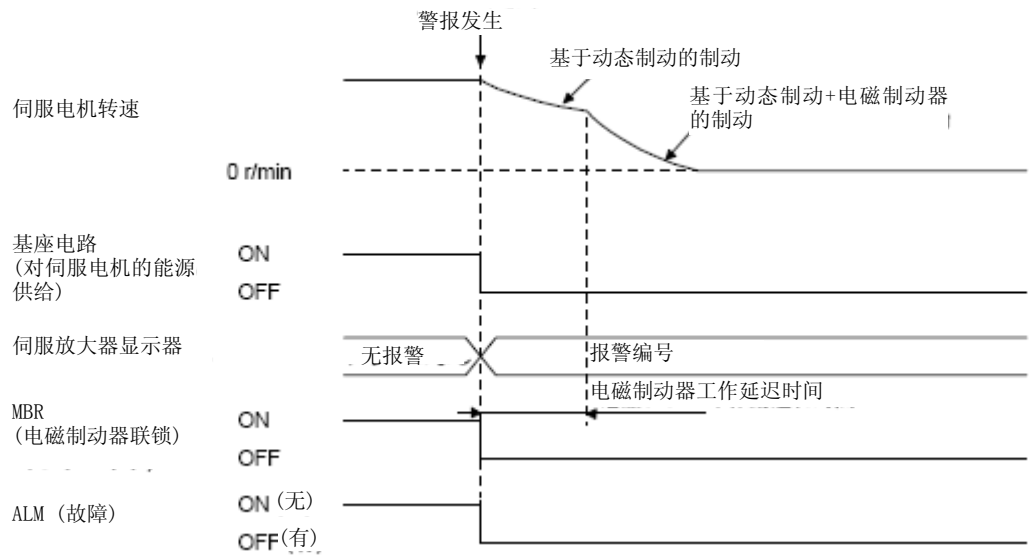 警报发生
基于动态制动的制动
伺服电机转速
基于动态制动+电磁制动器
的制动
0 r/min
基座电路
(对伺服电机的能源
供给)
ON
OFF
伺服放大器显示器
无报警
报警编号
电磁制动器工作延迟时间
MBR
(电磁制动器联锁)
ON
OFF
ALM (故障)
ON (无)
OFF (有)